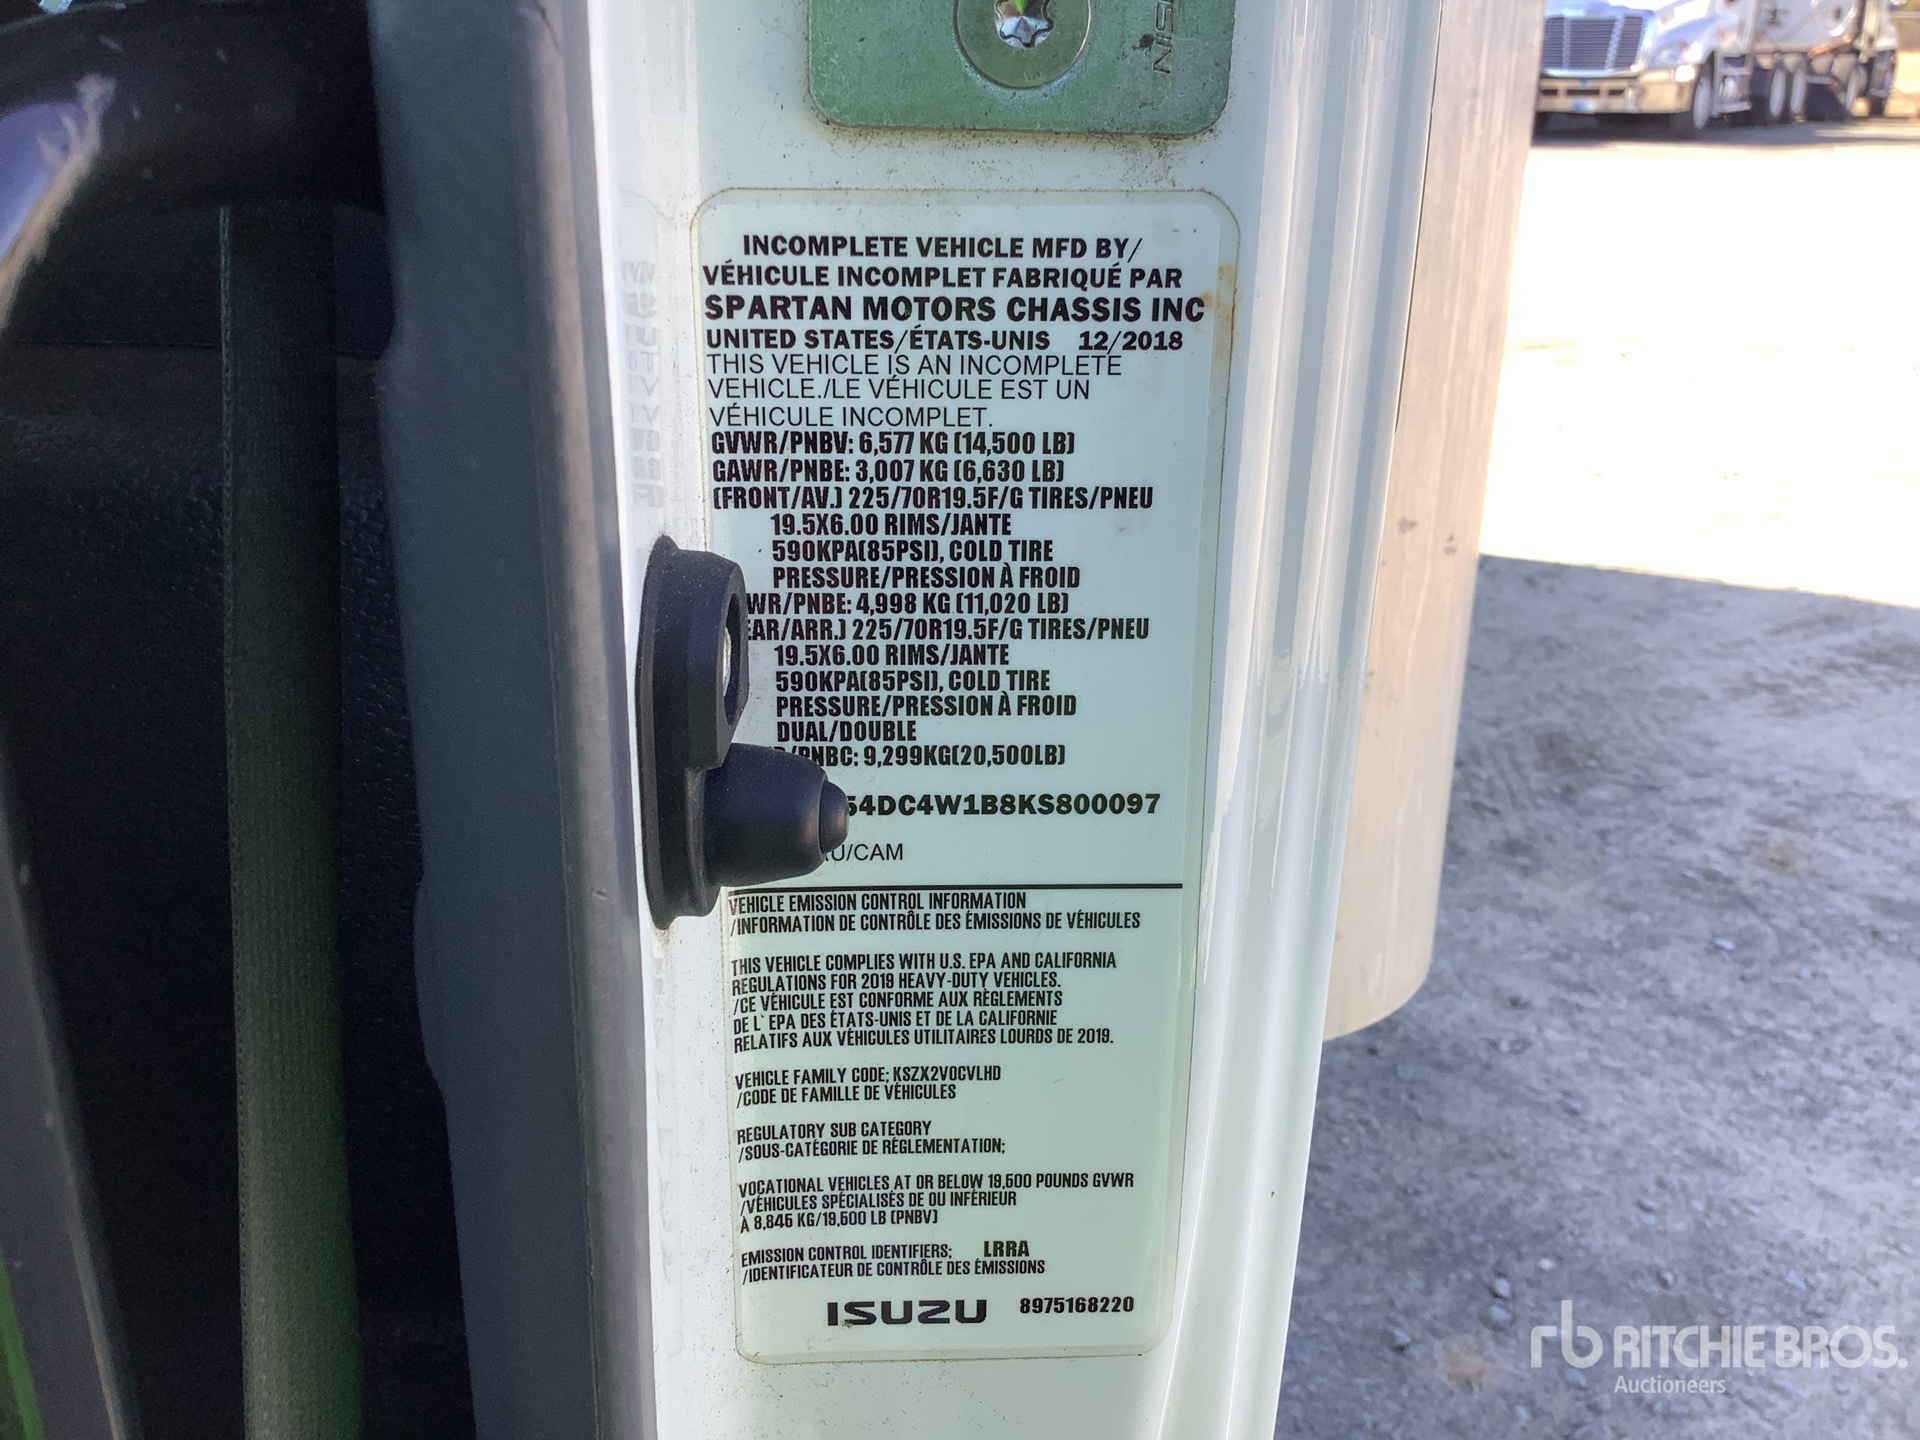 NISIN
INCOMPLETE VEHICLE MFD BY/
VÉHICULE INCOMPLET FABRIQUÉ PAR
SPARTAN MOTORS CHASSIS INC
UNITED STATES/ÉTATS-UNIS 12/2018
THIS VEHICLE IS AN INCOMPLETE
VEHICLE./LE VÉHICULE EST UN
VÉHICULE INCOMPLET.
GVWR/PNBV: 6,577 KG (14,500 LB)
GAWR/PNBE: 3,007 KG (6,630 LB)
(FRONT/AV.) 225/70R19.5F/G TIRES/PNEU
19.5X6.00 RIMS/JANTE
590KPA(85PSI), COLD TIRE
PRESSURE/PRESSION À FROID
WR/PNBE: 4,998 KG (11,020 LB)
EAR/ARR.) 225/70R19.5F/G TIRES/PNEU
19.5X6.00 RIMS/JANTE
590KPA(85PSI), COLD TIRE
PRESSURE/PRESSION À FROID
DUAL/DOUBLE
/PNBC: 9,299KG(20,500LB)
54DC4W1B8KS800097
U/CAM
VEHICLE EMISSION CONTROL INFORMATION
/INFORMATION DE CONTRÔLE DES ÉMISSIONS DE VÉHICULES
THIS VEHICLE COMPLIES WITH U.S. EPA AND CALIFORNIA
REGULATIONS FOR 2019 HEAVY-DUTY VEHICLES.
/CE VÉHICULE EST CONFORME AUX RÈGLEMENTS
DE L' EPA DES ÉTATS-UNIS ET DE LA CALIFORNIE
RELATIFS AUX VÉHICULES UTILITAIRES LOURDS DE 2019.
VEHICLE FAMILY CODE; KSZX2VOCVLHD
/CODE DE FAMILLE DE VÉHICULES
REGULATORY SUB CATEGORY
/SOUS-CATÉGORIE DE RÉGLEMENTATION;
VOCATIONAL VEHICLES AT OR BELOW 19,500 POUNDS GVWR
/VÉHICULES SPÉCIALISÉS DE OU INFÉRIEUR
À 8,845 KG/19,500 LB (PNBV)
EMISSION CONTROL IDENTIFIERS; LRRA
/IDENTIFICATEUR DE CONTRÔLE DES ÉMISSIONS
ISUZU 8975168220
rb RITCHIE BROS.
Auctioneers